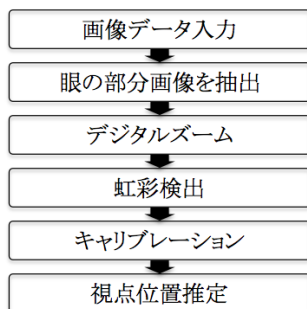 画像データ入力
眼の部分画像を抽出
デジタルズーム
虹彩検出
キャリブレーション
視点位置推定